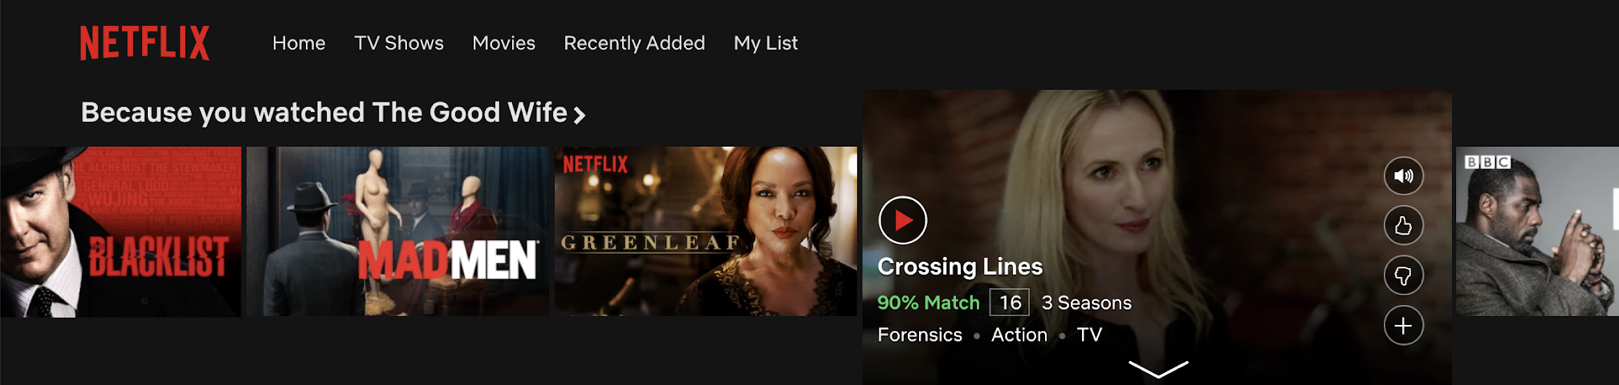 NETFLIX
Home TV Shows Movies Recently Added My List
Because you watched The Good Wife
WUJING
BLACKLIST
MADMEN
NETFLIX
GREENLEAF
Crossing Lines
90% Match 16 3 Seasons
Forensics • Action • TV
BBC